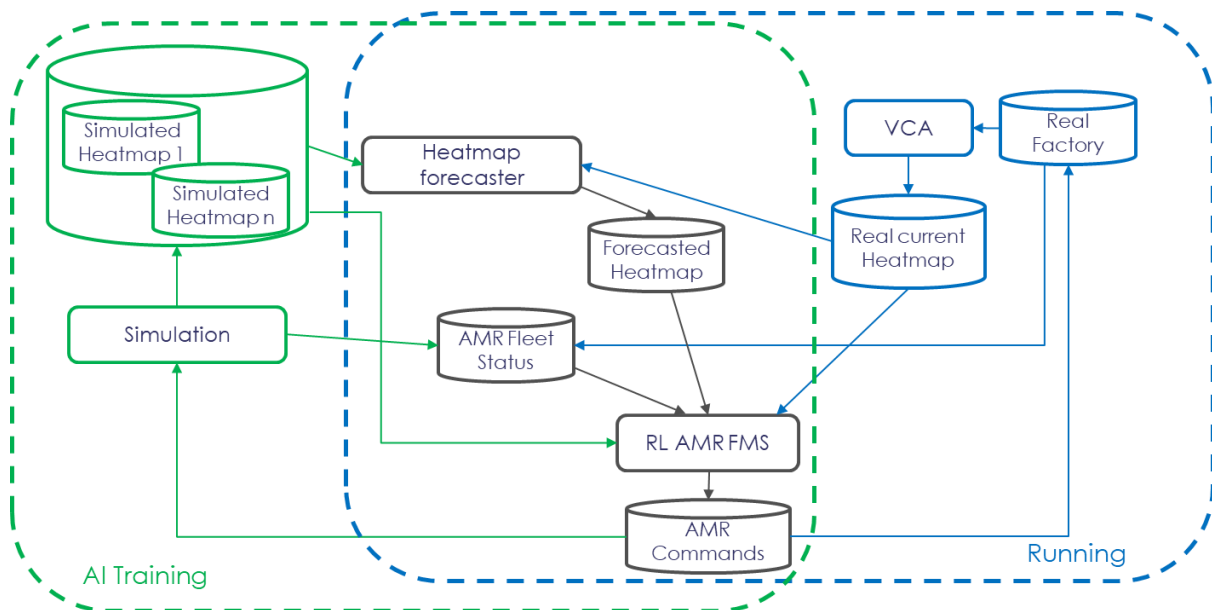 Simulated
Heatmap 1
Simulated
Heatmap n
Heatmap
forecaster
VCA
Real
Factory
Forecasted
Heatmap
Real current
Heatmap
Simulation
AMR Fleet
Status
RL AMR FMS
AMR
Commands
AI Training
Running